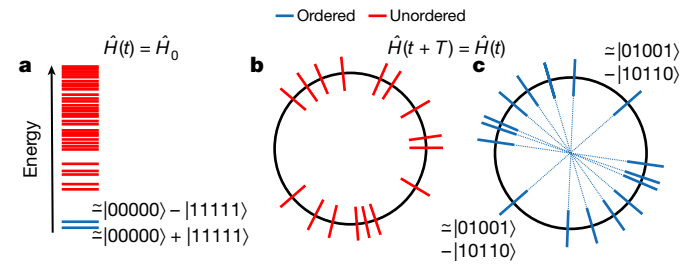 Ordered Unordered
Ĥ(t) = Ĥ₀
Ĥ(t + T) = Ĥ(t)
a
b
c
Energy
≃|00000⟩ − |11111⟩
≃|00000⟩ + |11111⟩
≃|01001⟩
−|10110⟩
≃|01001⟩
−|10110⟩